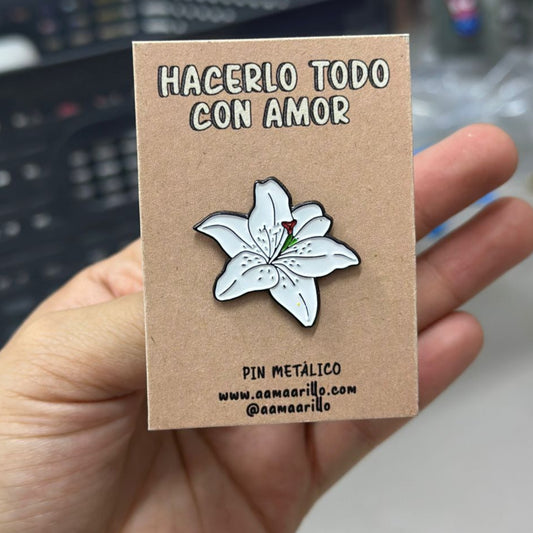 HACERLO TODO
CON AMOR
PIN METÁLICO
www.aamaarillo.com
@aamaarillo